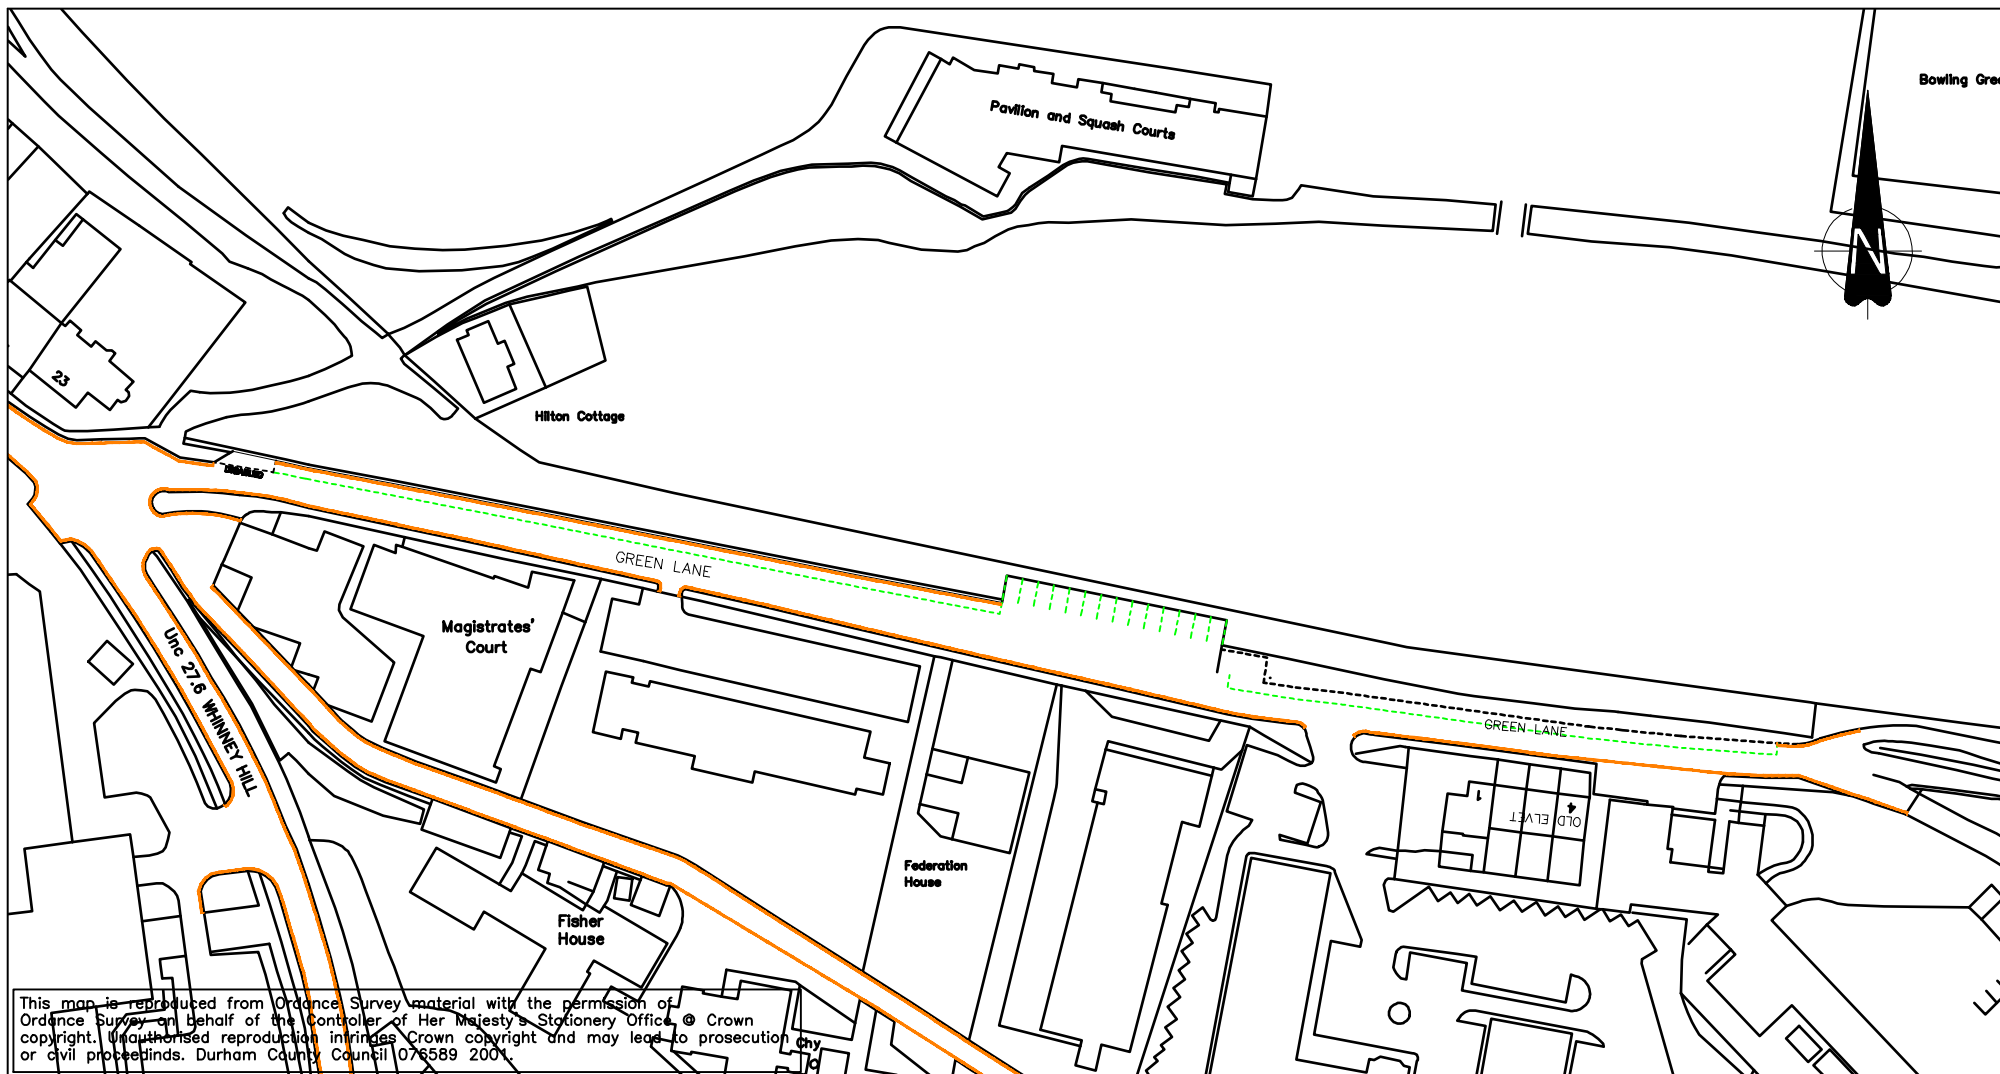 Bowling Gre
Pavilion and Squash Courts
N
23
Hilton Cottage
GREEN LANE
Magistrates'
Court
Unc 27.6 WHINNEY HILL
GREEN LANE
1
4
OLD ELVET
Federation
House
Fisher
House
This map is reproduced from Ordance Survey material with the permission of
Ordance Survey on behalf of the Controller of Her Majesty's Stationery Office @ Crown
copyright. Unauthorised reproduction infringes Crown copyright and may lead to prosecution
or civil proceedinds. Durham County Council 076589 2001.
Chy